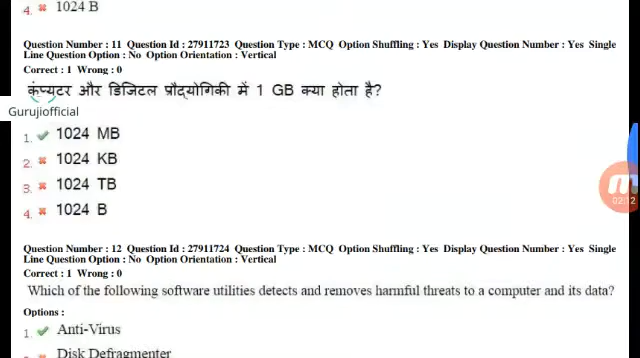 4. 1024 B
Question Number : 11 Question Id : 27911723 Question Type : MCQ Option Shuffling : Yes Display Question Number : Yes Single
Line Question Option : No Option Orientation : Vertical
Correct : 1 Wrong : 0
कंप्यूटर और डिजिटल प्रौद्योगिकी में 1 GB क्या होता है?
Gurujiofficial
1. 1024 MB
2. 1024 KB
3. 1024 TB
4. 1024 B
02:12
Question Number : 12 Question Id : 27911724 Question Type : MCQ Option Shuffling : Yes Display Question Number : Yes Single
Line Question Option : No Option Orientation : Vertical
Correct : 1 Wrong : 0
Which of the following software utilities detects and removes harmful threats to a computer and its data?
Options :
1. Anti-Virus
Disk Defragmenter